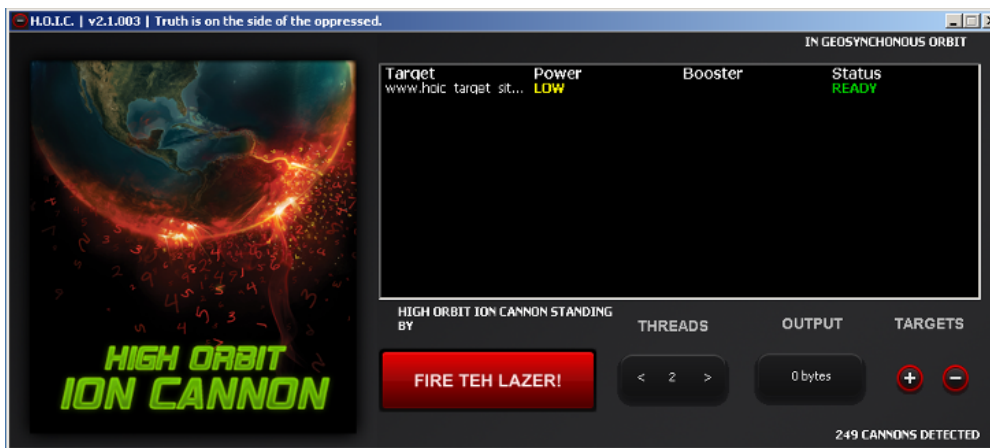 H.O.I.C. | v2.1.003 | Truth is on the side of the oppressed.
IN GEOSYNCHONOUS ORBIT
Target Power Booster Status
www.hoic target sit... LOW READY
HIGH ORBIT ION CANNON STANDING
BY
THREADS OUTPUT TARGETS
FIRE TEH LAZER! < 2 > 0 bytes + −
HIGH ORBIT
ION CANNON
249 CANNONS DETECTED